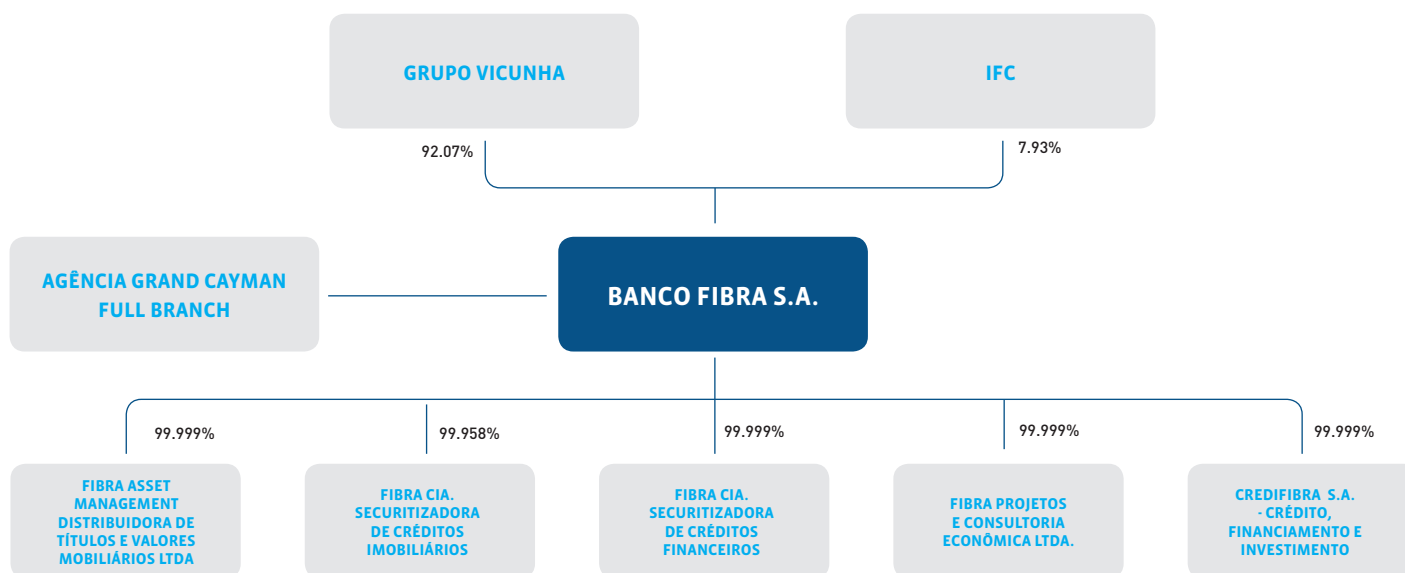 GRUPO VICUNHA
IFC
92.07%
7.93%
AGÊNCIA GRAND CAYMAN
FULL BRANCH
BANCO FIBRA S.A.
99.999%
99.958%
99.999%
99.999%
99.999%
FIBRA ASSET
MANAGEMENT
DISTRIBUIDORA DE
TÍTULOS E VALORES
MOBILIÁRIOS LTDA
FIBRA CIA.
SECURITIZADORA
DE CRÉDITOS
IMOBILIÁRIOS
FIBRA CIA.
SECURITIZADORA
DE CRÉDITOS
FINANCEIROS
FIBRA PROJETOS
E CONSULTORIA
ECONÔMICA LTDA.
CREDIFIBRA S.A.
- CRÉDITO,
FINANCIAMENTO E
INVESTIMENTO